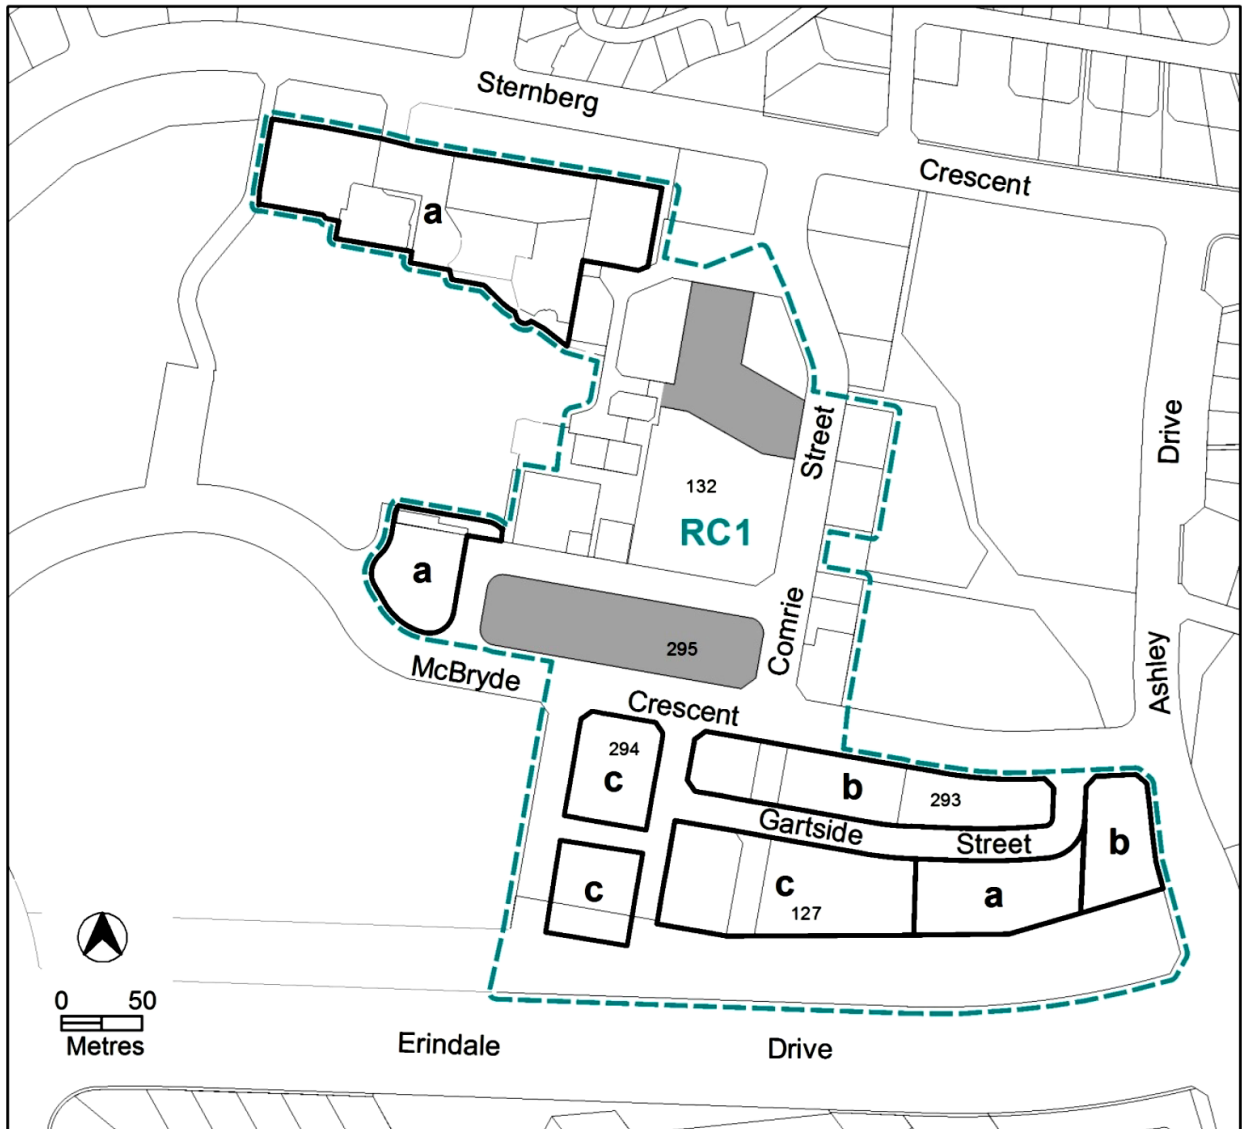 Sternberg
Crescent
a
Drive
Street
132
RC1
a
Comrie
295
Ashley
McBryde
Crescent
294
c
b
293
Gartside
Street
b
c
c
127
a
0 50
Metres
Erindale
Drive